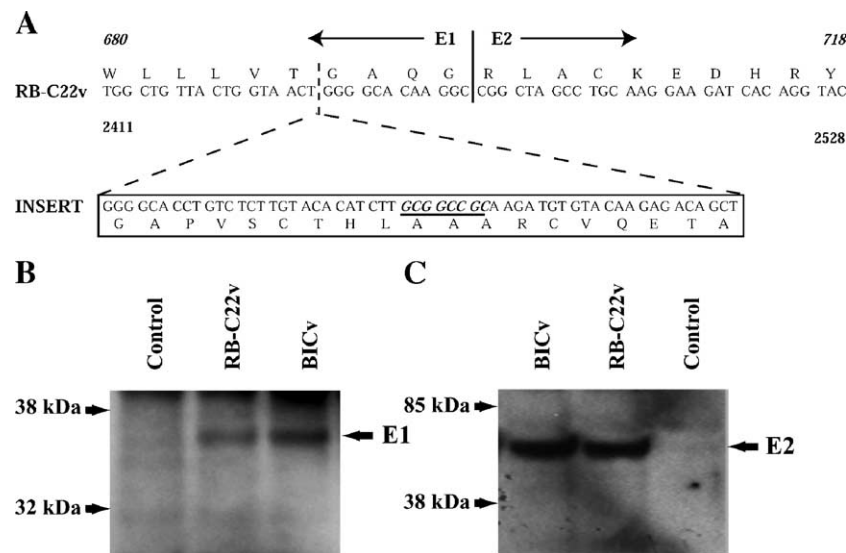 A
680 E1 E2 718
W L L L V T G A Q G R L A C K E D H R Y
RB-C22v TGG CTG TTA CTG GTA ACT GGG GCA CAA GGC CGG CTA GCC TGC AAG GAA GAT CAC AGG TAC
2411 2528
INSERT GGG GCA CCT GTC TCT TGT ACA CAT CTT GCG GCC GCA AGA TGT GTA CAA GAG ACA GCT
G A P V S C T H L A A A R C V Q E T A
B
Control RB-C22v BICv
38 kDa
E1
32 kDa
C
BICv RB-C22v Control
85 kDa
E2
38 kDa